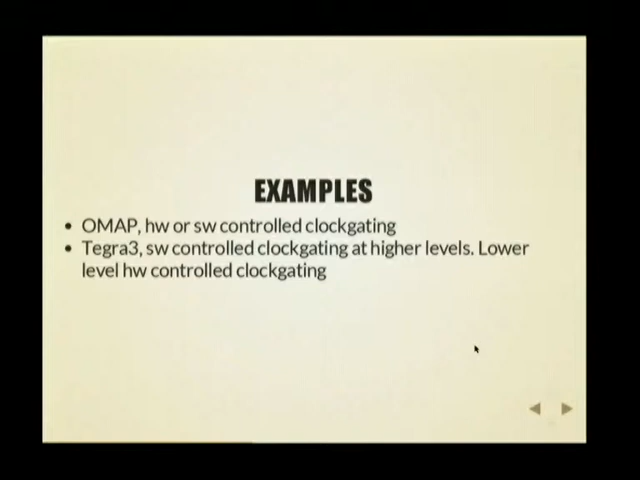 EXAMPLES
• OMAP, hw or sw controlled clockgating
• Tegra3, sw controlled clockgating at higher levels. Lower
level hw controlled clockgating